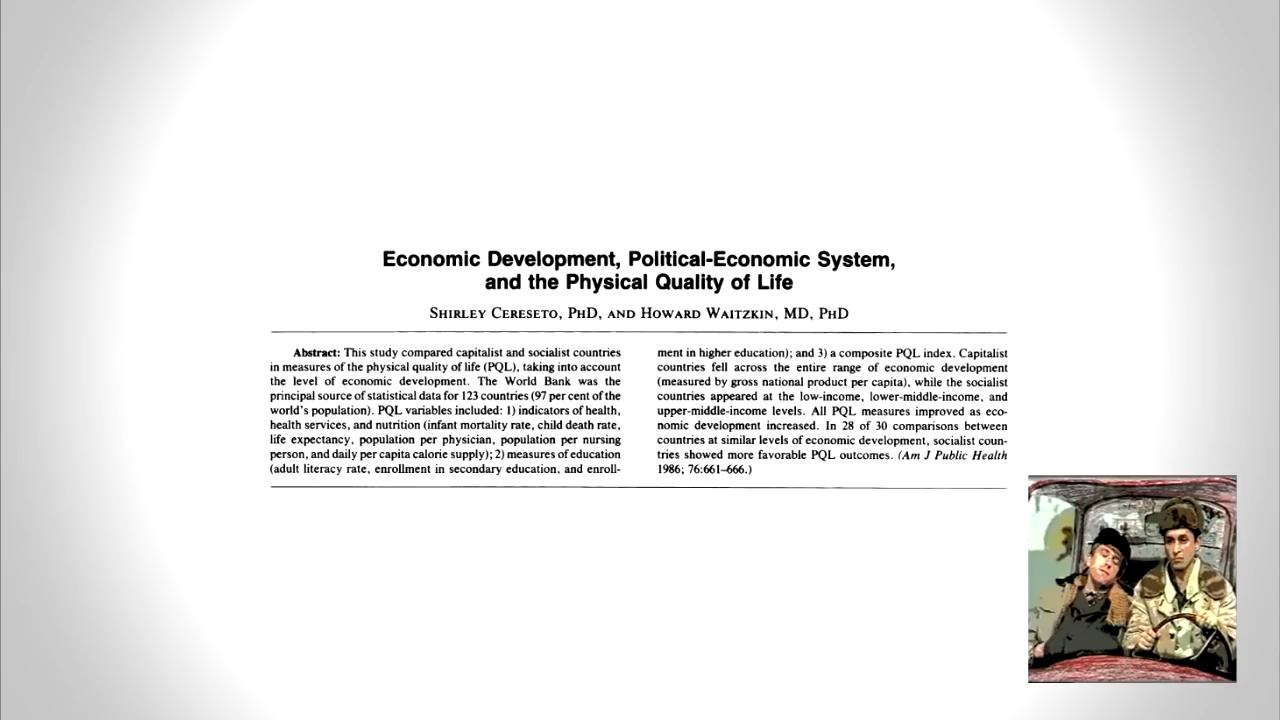 Economic Development, Political-Economic System,
and the Physical Quality of Life
SHIRLEY CERESETO, PHD, AND HOWARD WAITZKIN, MD, PHD
Abstract: This study compared capitalist and socialist countries
in measures of the physical quality of life (PQL), taking into account
the level of economic development. The World Bank was the
principal source of statistical data for 123 countries (97 per cent of the
world's population). PQL variables included: 1) indicators of health,
health services, and nutrition (infant mortality rate, child death rate,
life expectancy, population per physician, population per nursing
person, and daily per capita calorie supply); 2) measures of education
(adult literacy rate, enrollment in secondary education, and enroll-
ment in higher education); and 3) a composite PQL index. Capitalist
countries fell across the entire range of economic development
(measured by gross national product per capita), while the socialist
countries appeared at the low-income, lower-middle-income, and
upper-middle-income levels. All PQL measures improved as eco-
nomic development increased. In 28 of 30 comparisons between
countries at similar levels of economic development, socialist coun-
tries showed more favorable PQL outcomes. (Am J Public Health
1986; 76:661–666.)